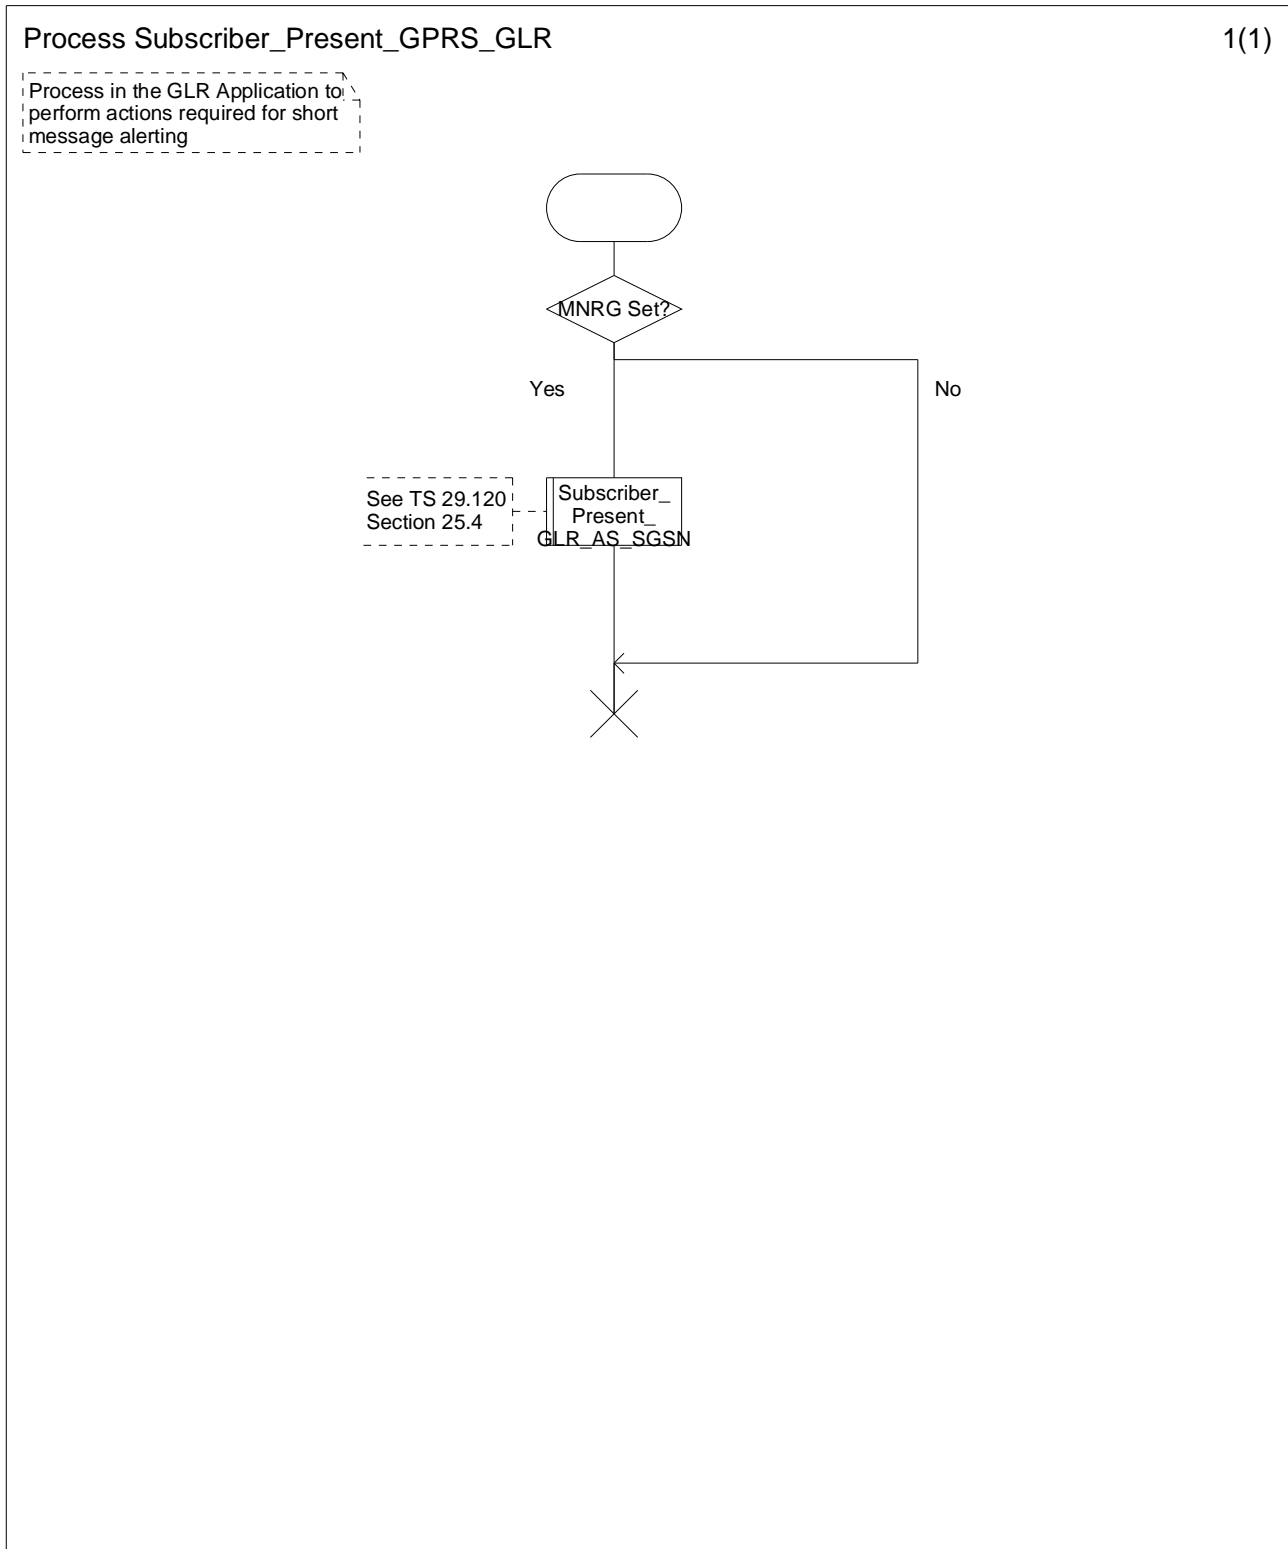 Process Subscriber_Present_GPRS_GLR
1(1)
Process in the GLR Application to
perform actions required for short
message alerting
MNRG Set?
Yes
No
See TS 29.120
Section 25.4
Subscriber_
Present_
GLR_AS_SGSN